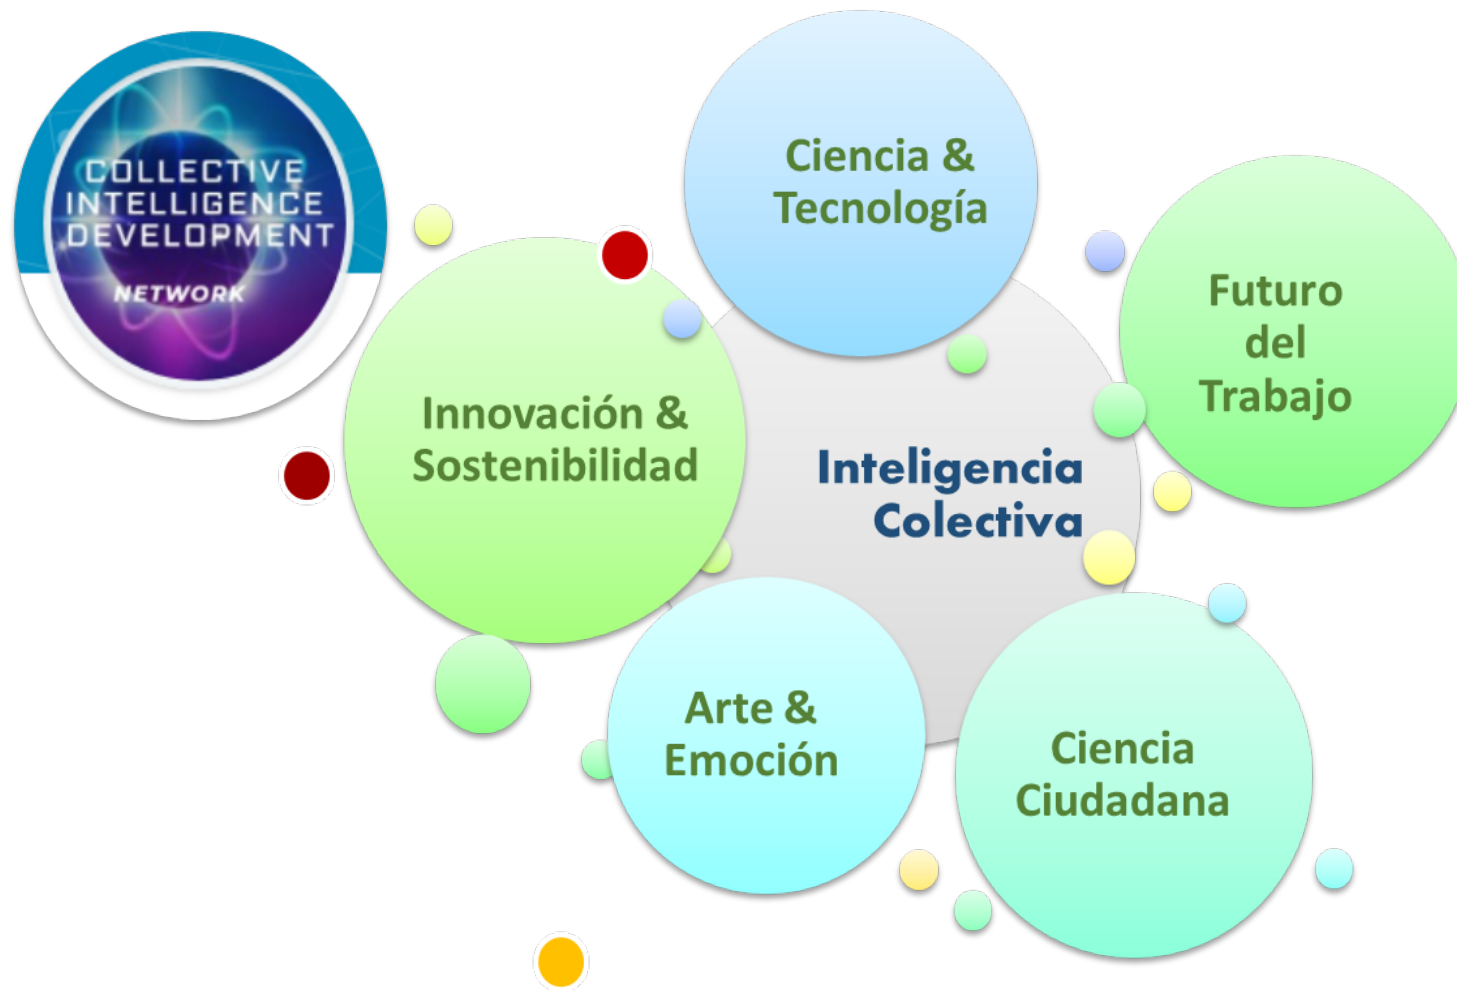 COLLECTIVE
INTELLIGENCE
DEVELOPMENT
NETWORK
Ciencia &
Tecnología
Futuro
del
Trabajo
Innovación &
Sostenibilidad
Inteligencia
Colectiva
Arte &
Emoción
Ciencia
Ciudadana